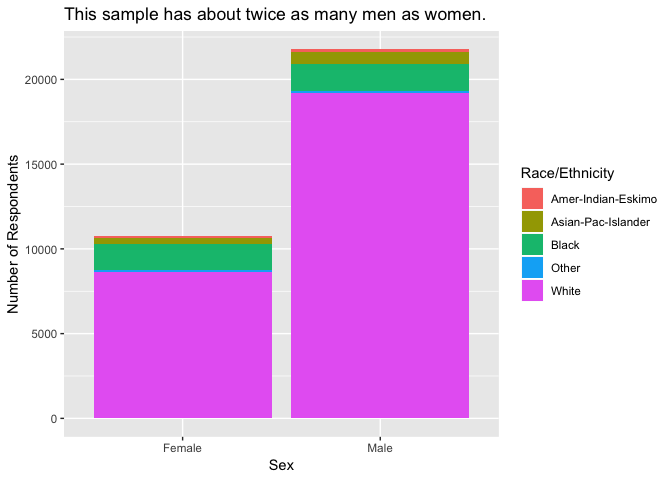 This sample has about twice as many men as women.
Number of Respondents
20000
15000
10000
5000
0
Female
Male
Sex
Race/Ethnicity
Amer-Indian-Eskimo
Asian-Pac-Islander
Black
Other
White